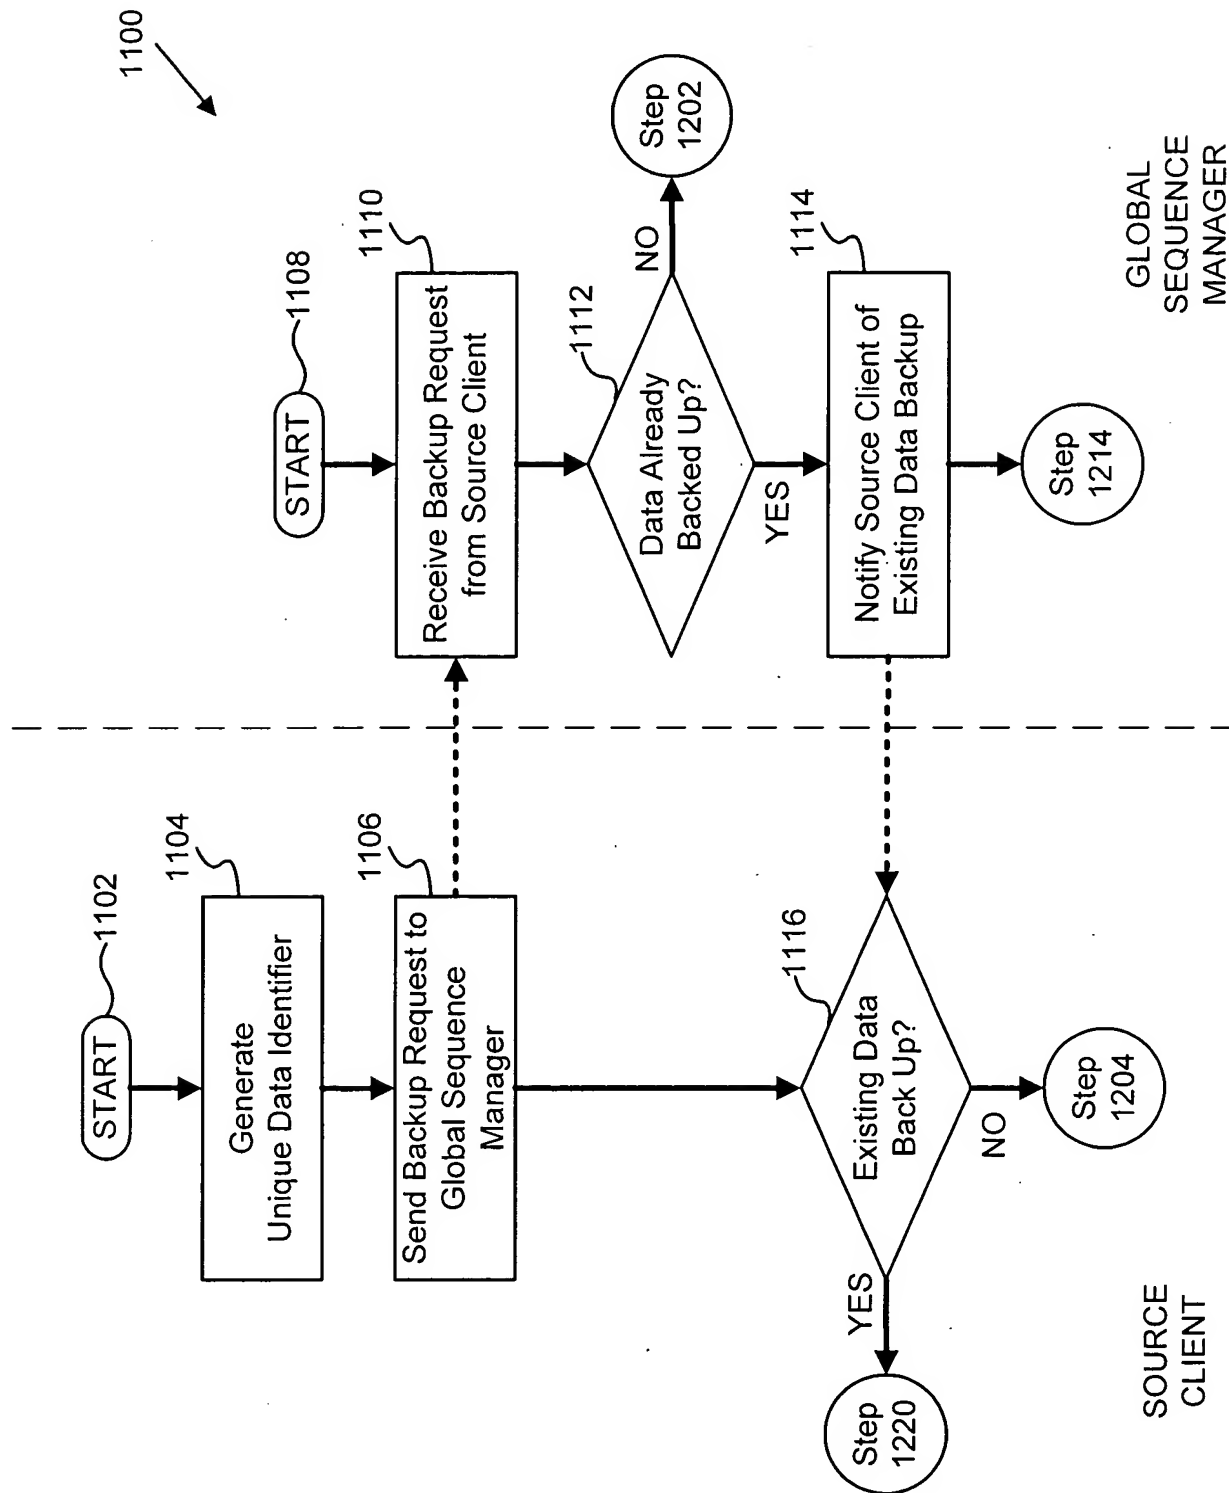 1100
START
1102
Generate
Unique Data Identifier
1104
Send Backup Request to
Global Sequence
Manager
1106
Existing Data
Back Up?
1116
YES
Step
1220
NO
Step
1204
SOURCE
CLIENT
START
1108
Receive Backup Request
from Source Client
1110
Data Already
Backed Up?
1112
NO
Step
1202
YES
Notify Source Client of
Existing Data Backup
1114
Step
1214
GLOBAL
SEQUENCE
MANAGER